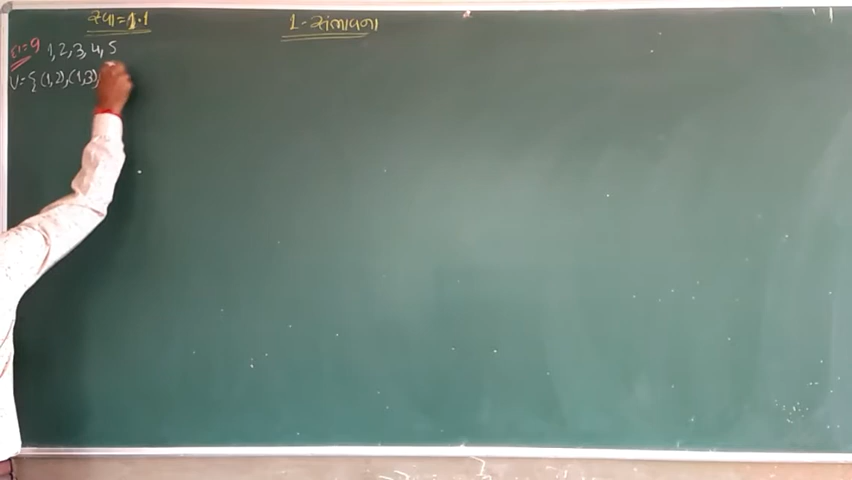 સ્વા = 1.1
1 - સંભાવના
દા = 9 1, 2, 3, 4, 5
U = { (1, 2), (1, 3),